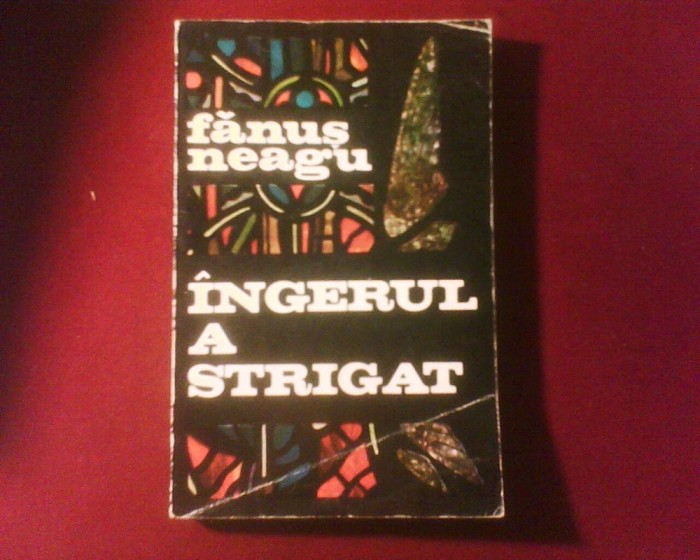 fănuș
neagu
ÎNGERUL
A
STRIGAT